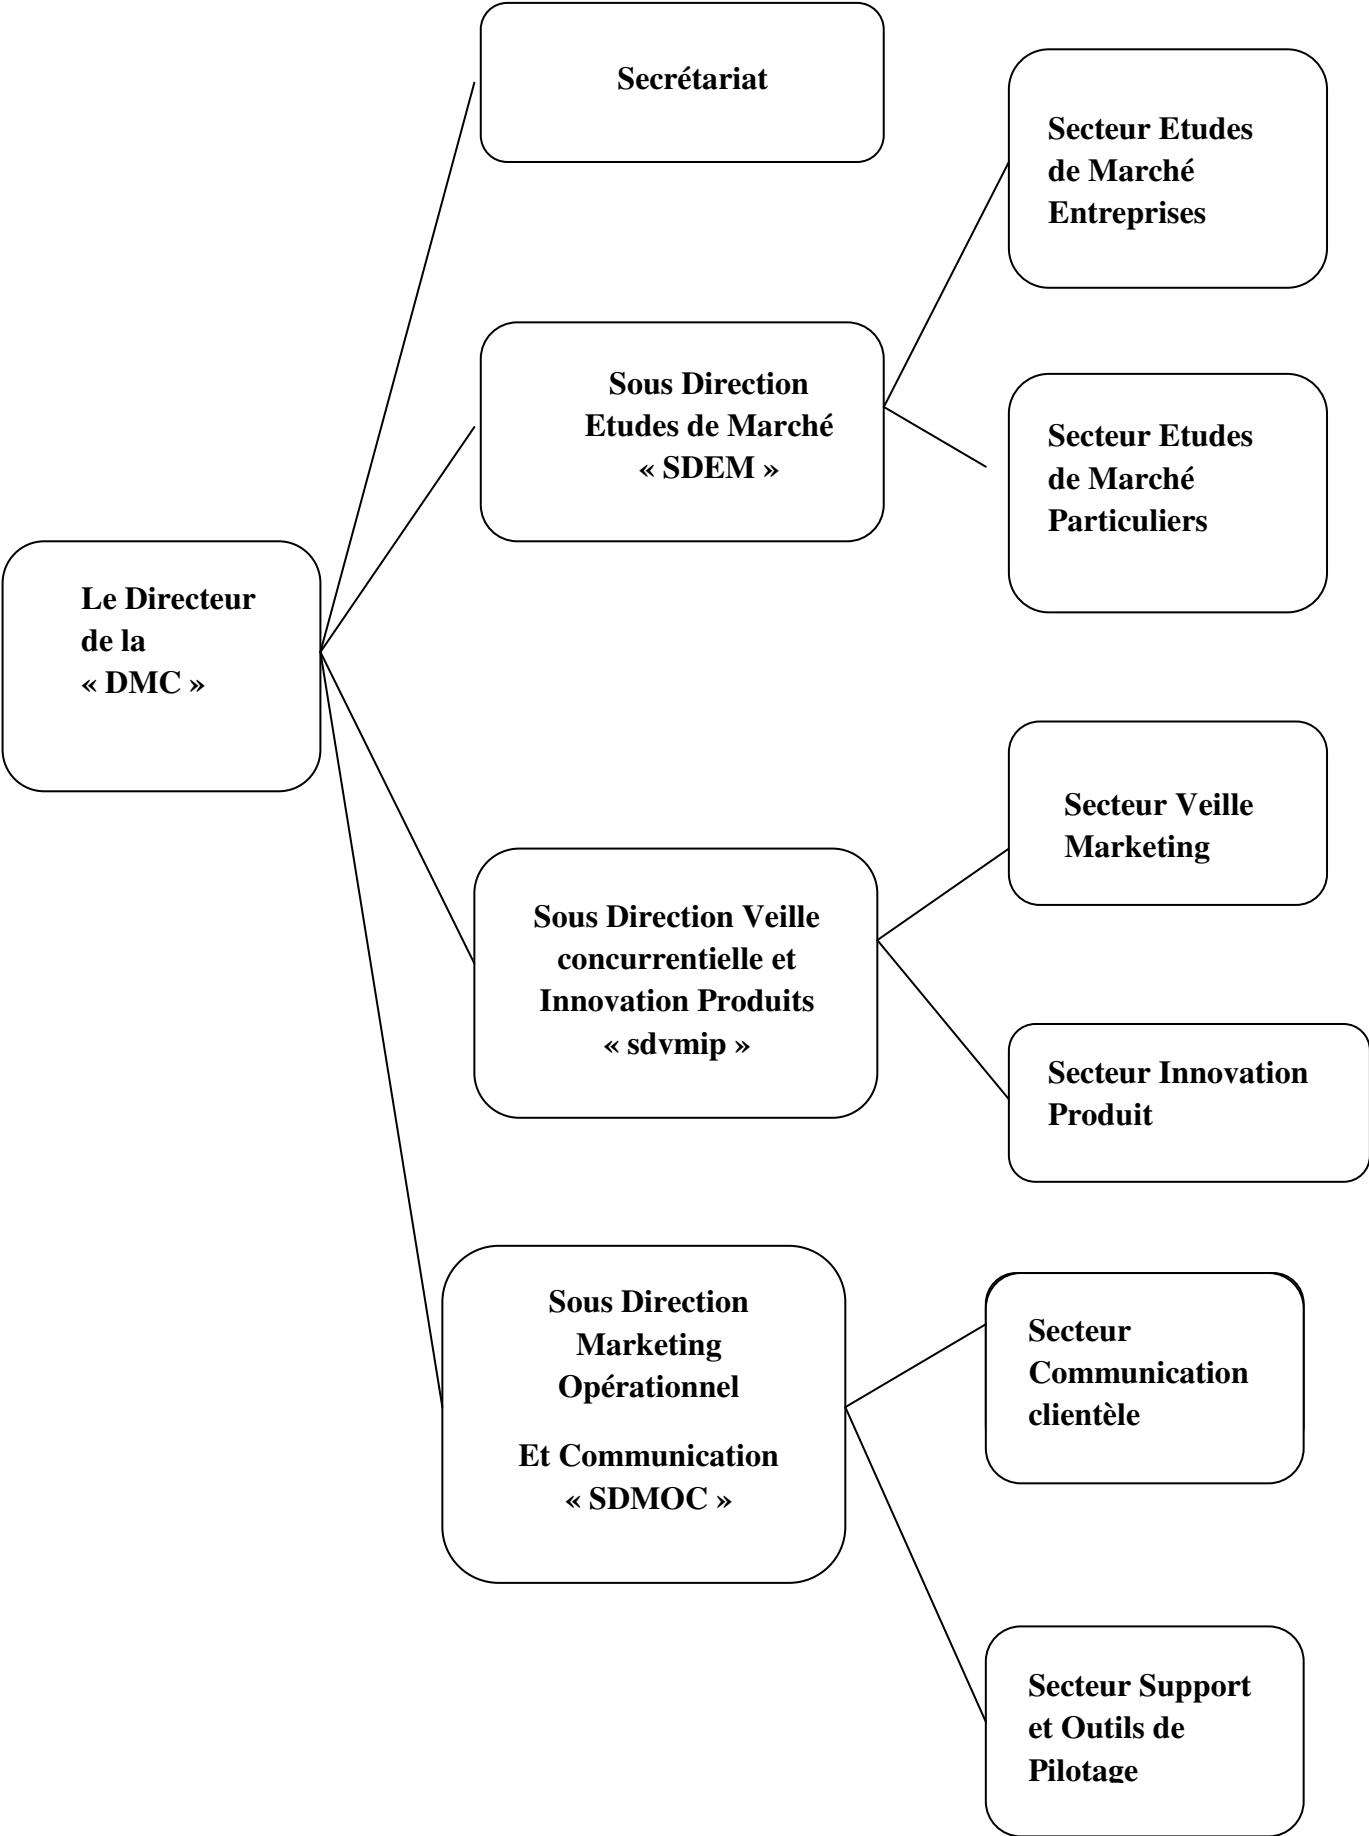 Secrétariat
Secteur Etudes
de Marché
Entreprises
Sous Direction
Etudes de Marché
« SDEM »
Secteur Etudes
de Marché
Particuliers
Le Directeur
de la
« DMC »
Secteur Veille
Marketing
Sous Direction Veille
concurrentielle et
Innovation Produits
« sdvmip »
Secteur Innovation
Produit
Sous Direction
Marketing
Opérationnel
Et Communication
« SDMOC »
Secteur
Communication
clientèle
Secteur Support
et Outils de
Pilotage